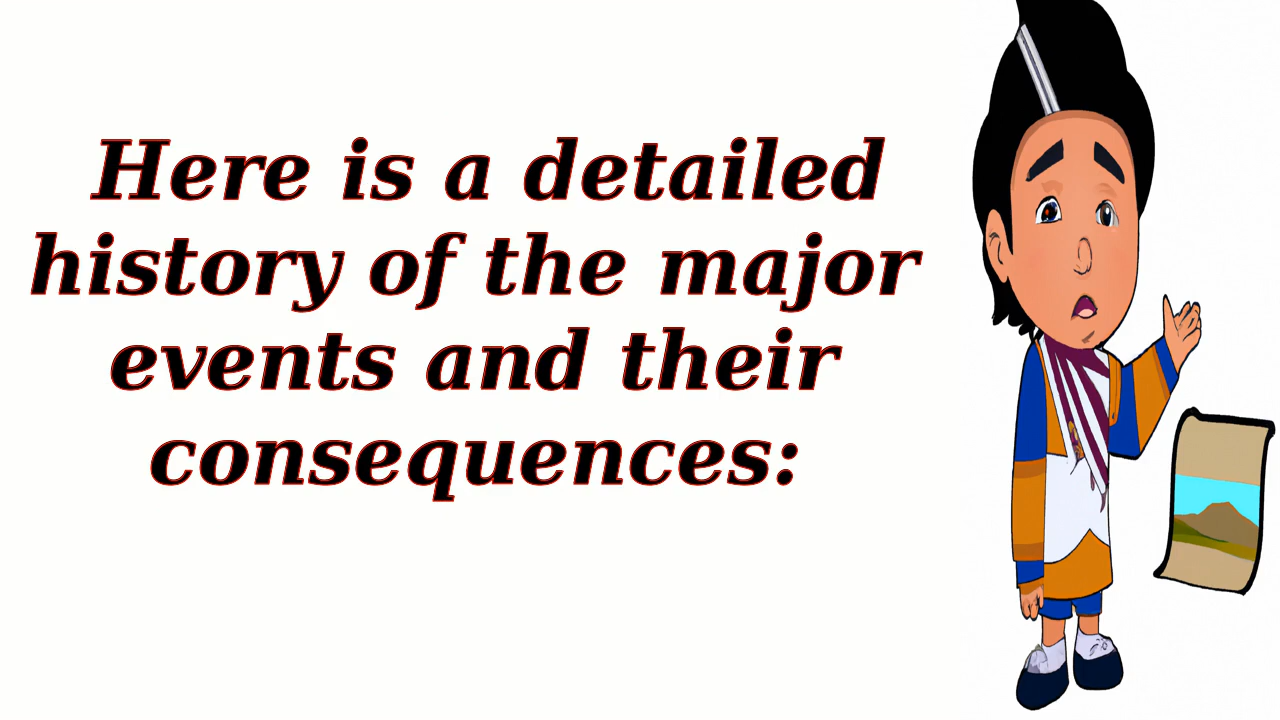 Here is a detailed
history of the major
events and their
consequences: